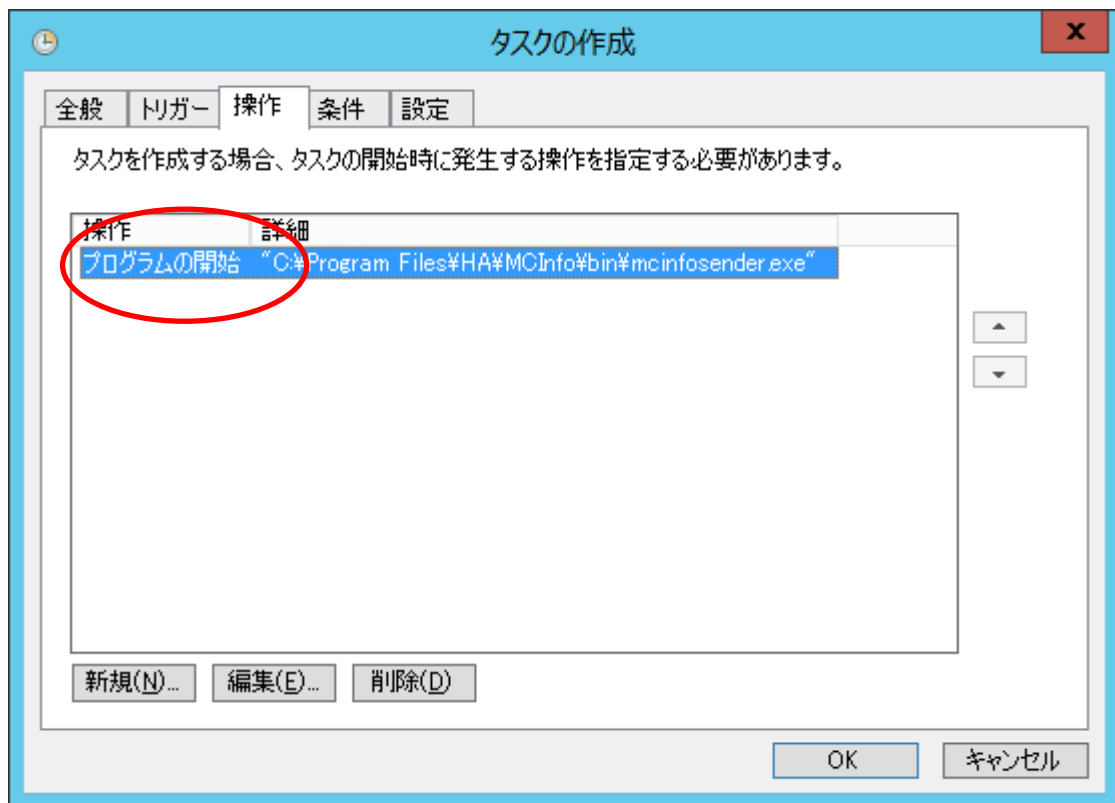 タスクの作成
x
全般 トリガー 操作 条件 設定
タスクを作成する場合、タスクの開始時に発生する操作を指定する必要があります。
操作 詳細
プログラムの開始 "C:¥Program Files¥HA¥MCInfo¥bin¥mcinfosender.exe"
新規(N)... 編集(E)... 削除(D)
OK キャンセル